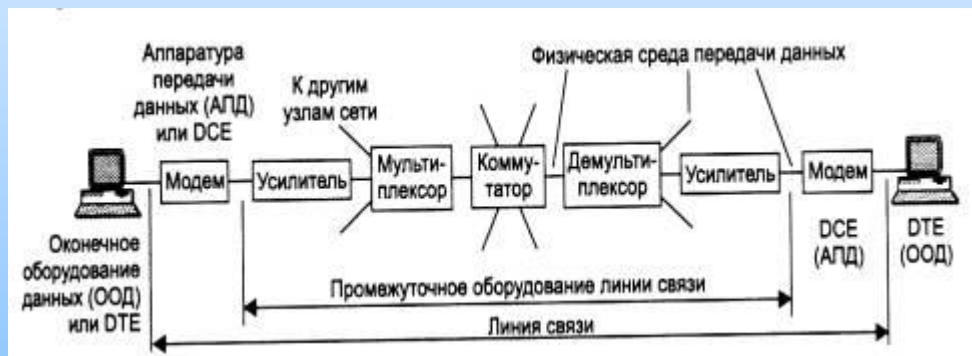 Аппаратура
передачи
данных (АПД)
или DCE
К другим
узлам сети
Физическая среда передачи данных
Модем
Усилитель
Мульти-
плексор
Комму-
татор
Демульти-
плексор
Усилитель
Модем
Оконечное
оборудование
данных (ООД)
или DTE
DCE
(АПД)
DTE
(ООД)
Промежуточное оборудование линии связи
Линия связи